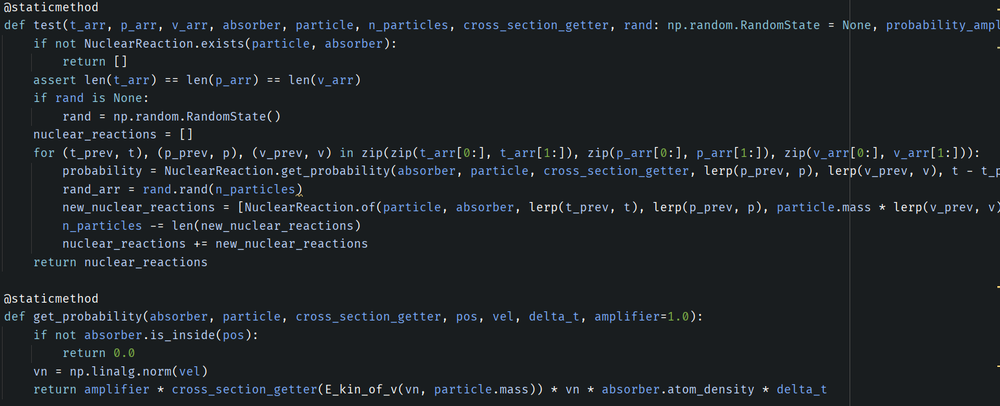 @staticmethod
def test(t_arr, p_arr, v_arr, absorber, particle, n_particles, cross_section_getter, rand: np.random.RandomState = None, probability_ampl
    if not NuclearReaction.exists(particle, absorber):
        return []
    assert len(t_arr) == len(p_arr) == len(v_arr)
    if rand is None:
        rand = np.random.RandomState()
    nuclear_reactions = []
    for (t_prev, t), (p_prev, p), (v_prev, v) in zip(zip(t_arr[0:], t_arr[1:]), zip(p_arr[0:], p_arr[1:]), zip(v_arr[0:], v_arr[1:])):
        probability = NuclearReaction.get_probability(absorber, particle, cross_section_getter, lerp(p_prev, p), lerp(v_prev, v), t - t_p
        rand_arr = rand.rand(n_particles)
        new_nuclear_reactions = [NuclearReaction.of(particle, absorber, lerp(t_prev, t), lerp(p_prev, p), particle.mass * lerp(v_prev, v)
        n_particles -= len(new_nuclear_reactions)
        nuclear_reactions += new_nuclear_reactions
    return nuclear_reactions
@staticmethod
def get_probability(absorber, particle, cross_section_getter, pos, vel, delta_t, amplifier=1.0):
    if not absorber.is_inside(pos):
        return 0.0
    vn = np.linalg.norm(vel)
    return amplifier * cross_section_getter(E_kin_of_v(vn, particle.mass)) * vn * absorber.atom_density * delta_t